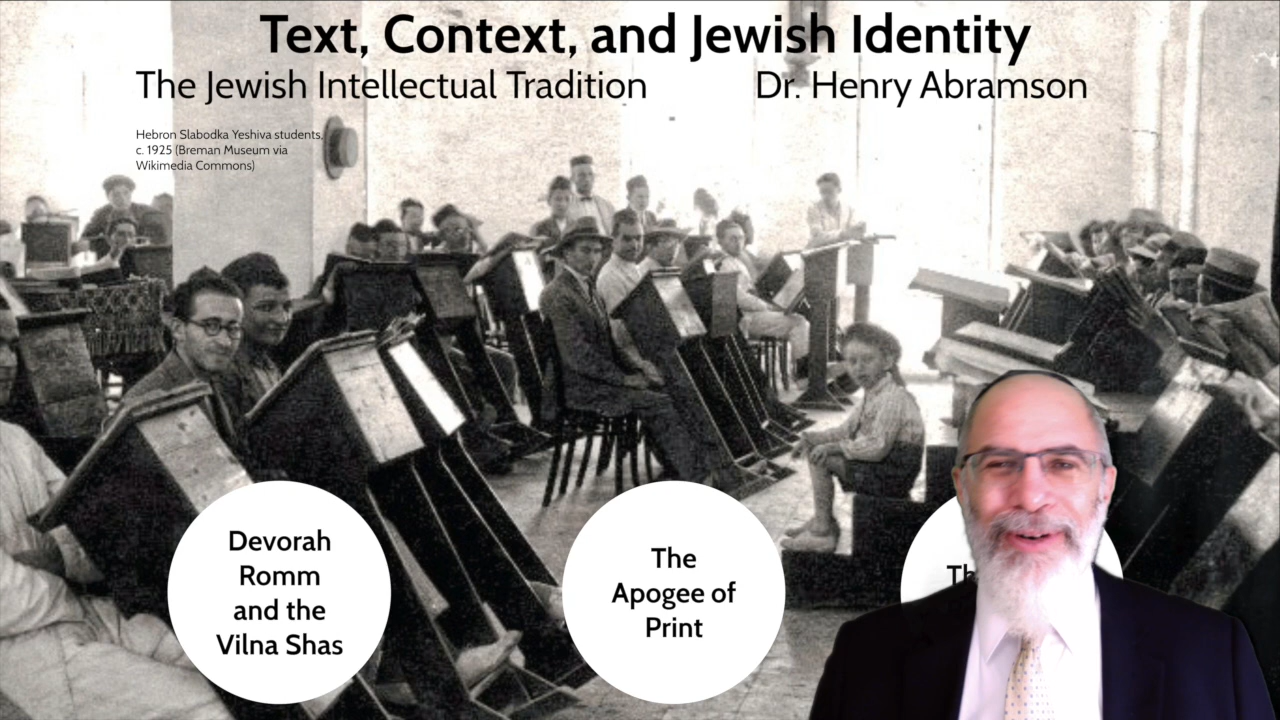 Text, Context, and Jewish Identity
The Jewish Intellectual Tradition
Dr. Henry Abramson
Hebron Slabodka Yeshiva students,
c. 1925 (Breman Museum via
Wikimedia Commons)
Devorah
Romm
and the
Vilna Shas
The
Apogee of
Print